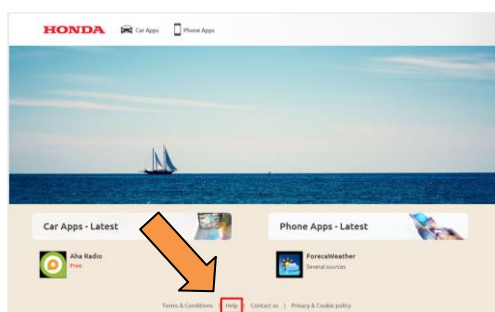 HONDA Car Apps Phone Apps
Car Apps - Latest Phone Apps - Latest
Aha Radio
Free
ForecaWeather
Several sources
Terms & Conditions | Help | Contact us | Privacy & Cookie policy